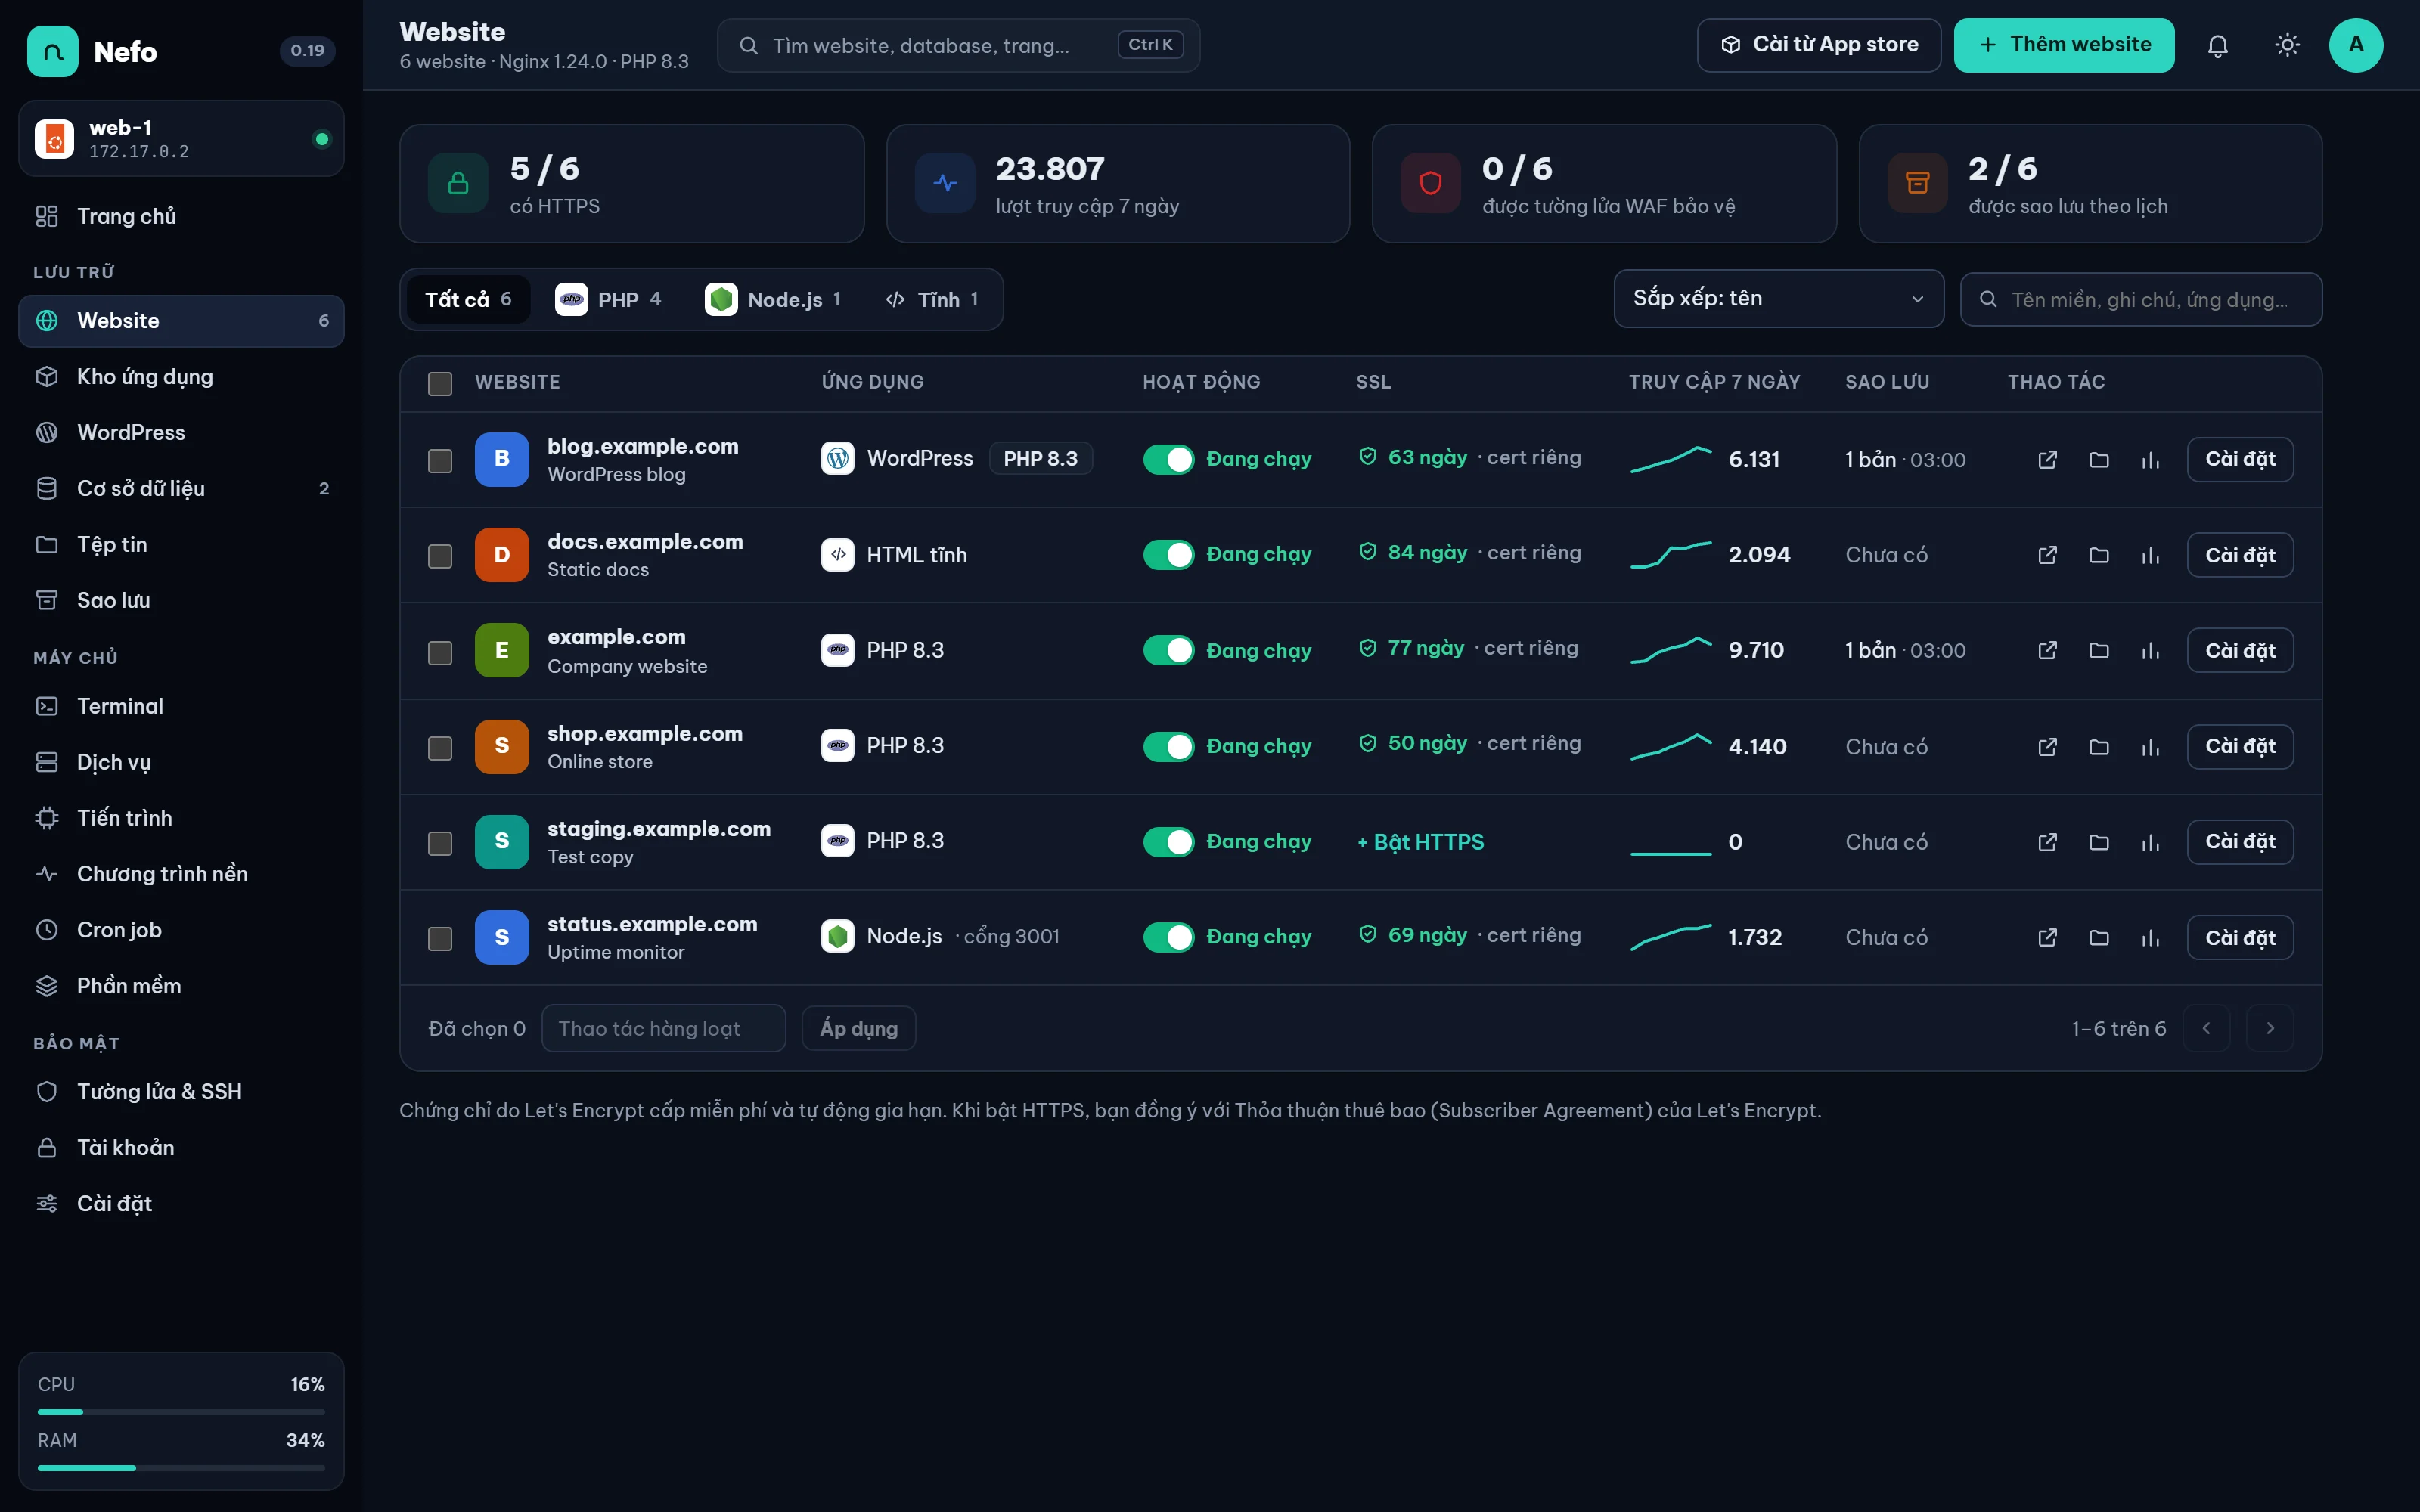 Nefo
0.19
web-1
172.17.0.2
Trang chủ
LƯU TRỮ
Website 6
Kho ứng dụng
WordPress
Cơ sở dữ liệu 2
Tệp tin
Sao lưu
MÁY CHỦ
Terminal
Dịch vụ
Tiến trình
Chương trình nền
Cron job
Phần mềm
BẢO MẬT
Tường lửa & SSH
Tài khoản
Cài đặt
CPU 16%
RAM 34%
Website
6 website · Nginx 1.24.0 · PHP 8.3
Tìm website, database, trang... Ctrl K
Cài từ App store
+ Thêm website
A
5 / 6
có HTTPS
23.807
lượt truy cập 7 ngày
0 / 6
được tường lửa WAF bảo vệ
2 / 6
được sao lưu theo lịch
Tất cả 6 php PHP 4 Node.js 1 </> Tĩnh 1
Sắp xếp: tên
Tên miền, ghi chú, ứng dụng...
WEBSITE ỨNG DỤNG HOẠT ĐỘNG SSL TRUY CẬP 7 NGÀY SAO LƯU THAO TÁC
B blog.example.com WordPress PHP 8.3 Đang chạy 63 ngày · cert riêng 6.131 1 bản · 03:00 Cài đặt
WordPress blog
D docs.example.com </> HTML tĩnh Đang chạy 84 ngày · cert riêng 2.094 Chưa có Cài đặt
Static docs
E example.com php PHP 8.3 Đang chạy 77 ngày · cert riêng 9.710 1 bản · 03:00 Cài đặt
Company website
S shop.example.com php PHP 8.3 Đang chạy 50 ngày · cert riêng 4.140 Chưa có Cài đặt
Online store
S staging.example.com php PHP 8.3 Đang chạy + Bật HTTPS 0 Chưa có Cài đặt
Test copy
S status.example.com Node.js · cổng 3001 Đang chạy 69 ngày · cert riêng 1.732 Chưa có Cài đặt
Uptime monitor
Đã chọn 0 Thao tác hàng loạt Áp dụng 1–6 trên 6
Chứng chỉ do Let's Encrypt cấp miễn phí và tự động gia hạn. Khi bật HTTPS, bạn đồng ý với Thỏa thuận thuê bao (Subscriber Agreement) của Let's Encrypt.